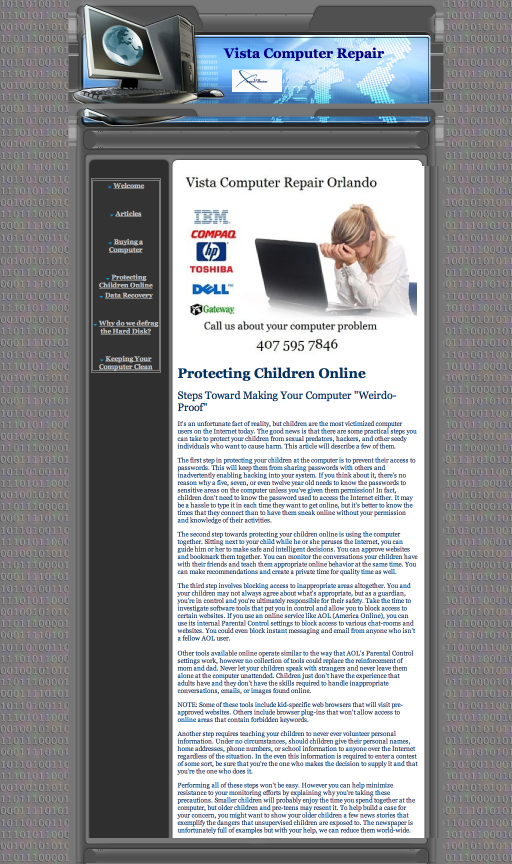 Vista Computer Repair
Welcome
Articles
Buying a
Computer
Protecting
Children Online
Data Recovery
Why do we defrag
the Hard Disk?
Keeping Your
Computer Clean
Vista Computer Repair Orlando
IBM
COMPAQ
hp
TOSHIBA
DELL
Gateway
Call us about your computer problem
407 595 7846
Protecting Children Online
Steps Toward Making Your Computer "Weirdo-
Proof"
It's an unfortunate fact of reality, but children are the most victimized computer
users on the Internet today. The good news is that there are some practical steps you
can take to protect your children from sexual predators, hackers, and other seedy
individuals who want to cause harm. This article will describe a few of them.
The first step in protecting your children at the computer is to prevent their access to
passwords. This will keep them from sharing passwords with others and
inadvertently enabling hacking into your system. If you think about it, there's no
reason why a five, seven, or even twelve year old needs to know the passwords to
sensitive areas on the computer unless you've given them permission! In fact,
children don't need to know the password used to access the Internet either. It may
be a hassle to type it in each time they want to get online, but it's better to know the
times that they connect than to have them sneak online without your permission
and knowledge of their activities.
The second step towards protecting your children online is using the computer
together. Sitting next to your child while he or she peruses the Internet, you can
guide him or her to make safe and intelligent decisions. You can approve websites
and bookmark them together. You can monitor the conversations your children have
with their friends and teach them appropriate online behavior at the same time. You
can make recommendations and create a private time for quality time as well.
The third step involves blocking access to inappropriate areas altogether. You and
your children may not always agree about what's appropriate, but as a guardian,
you're in control and you're ultimately responsible for their safety. Take the time to
investigate software tools that put you in control and allow you to block access to
certain websites. If you use an online service like AOL (America Online), you can
use its internal Parental Control settings to block access to various chat-rooms and
websites. You could even block instant messaging and email from anyone who isn't
a fellow AOL user.
Other tools available online operate similar to the way that AOL's Parental Control
settings work, however no collection of tools could replace the reinforcement of
mom and dad. Never let your children speak with strangers and never leave them
alone at the computer unattended. Children just don't have the experience that
adults have and they don't have the skills required to handle inappropriate
conversations, emails, or images found online.
NOTE: Some of these tools include kid-specific web browsers that will visit pre-
approved websites. Others include browser plug-ins that won't allow access to
online areas that contain forbidden keywords.
Another step requires teaching your children to never ever volunteer personal
information. Under no circumstances, should children give their personal names,
home addresses, phone numbers, or school information to anyone over the Internet
regardless of the situation. In the even this information is required to enter a contest
of some sort, be sure that you're the one who makes the decision to supply it and that
you're the one who does it.
Performing all of these steps won't be easy. However you can help minimize
resistance to your monitoring efforts by explaining why you're taking these
precautions. Smaller children will probably enjoy the time you spend together at the
computer, but older children and pre-teens may resent it. To help build a case for
your concern, you might want to show your older children a few news stories that
exemplify the dangers that unsupervised children are exposed to. The newspaper is
unfortunately full of examples but with your help, we can reduce them world-wide.